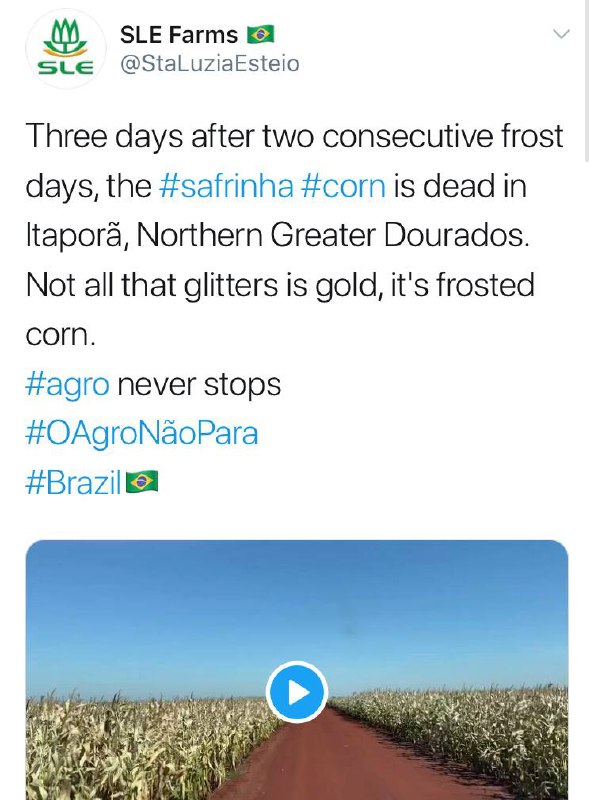 SLE Farms 🇧🇷
@StaLuziaEsteio
SLE
Three days after two consecutive frost
days, the #safrinha #corn is dead in
Itaporã, Northern Greater Dourados.
Not all that glitters is gold, it's frosted
corn.
#agro never stops
#OAgroNãoPara
#Brazil🇧🇷